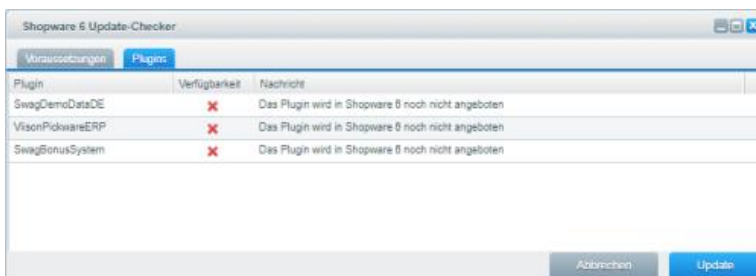 Shopware 6 Update-Checker
Voraussetzungen Plugins
Plugin Verfügbarkeit Nachricht
SwagDemoDataDE Das Plugin wird in Shopware 6 noch nicht angeboten
ViisonPickwareERP Das Plugin wird in Shopware 6 noch nicht angeboten
SwagBonusSystem Das Plugin wird in Shopware 6 noch nicht angeboten
Abbrechen Update